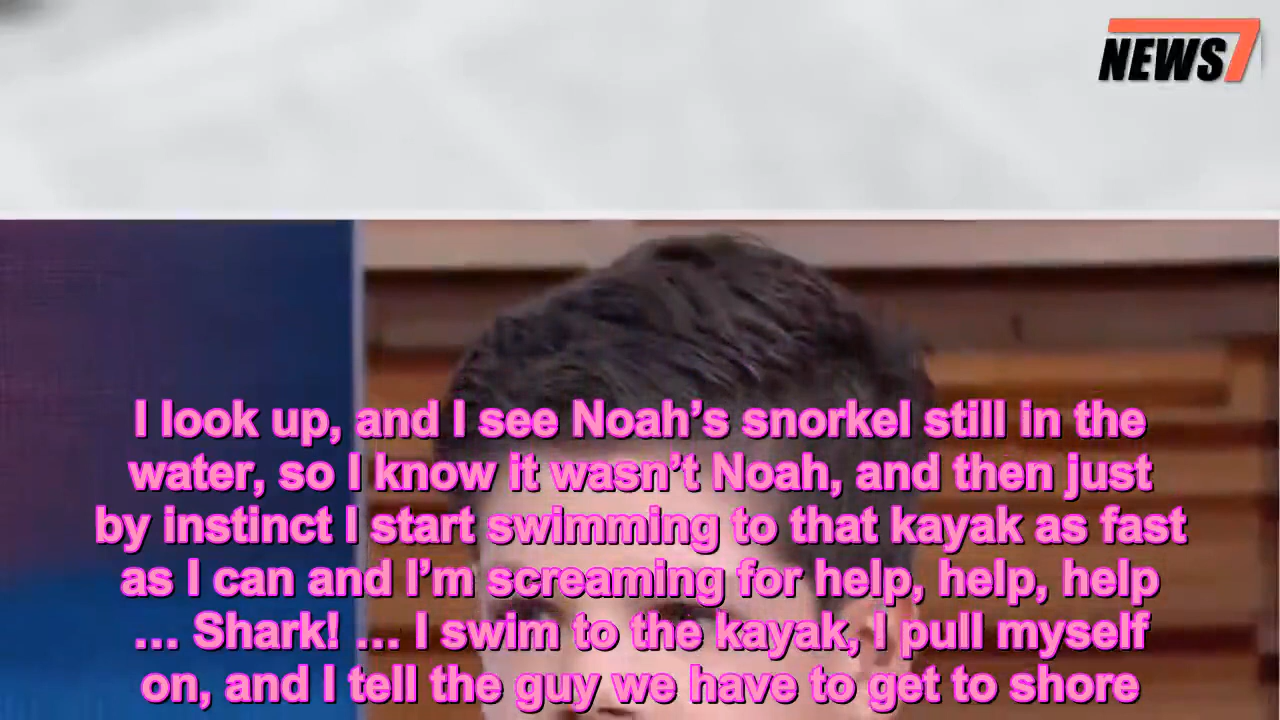 NEWS7
I look up, and I see Noah’s snorkel still in the
water, so I know it wasn’t Noah, and then just
by instinct I start swimming to that kayak as fast
as I can and I’m screaming for help, help, help
… Shark! … I swim to the kayak, I pull myself
on, and I tell the guy we have to get to shore